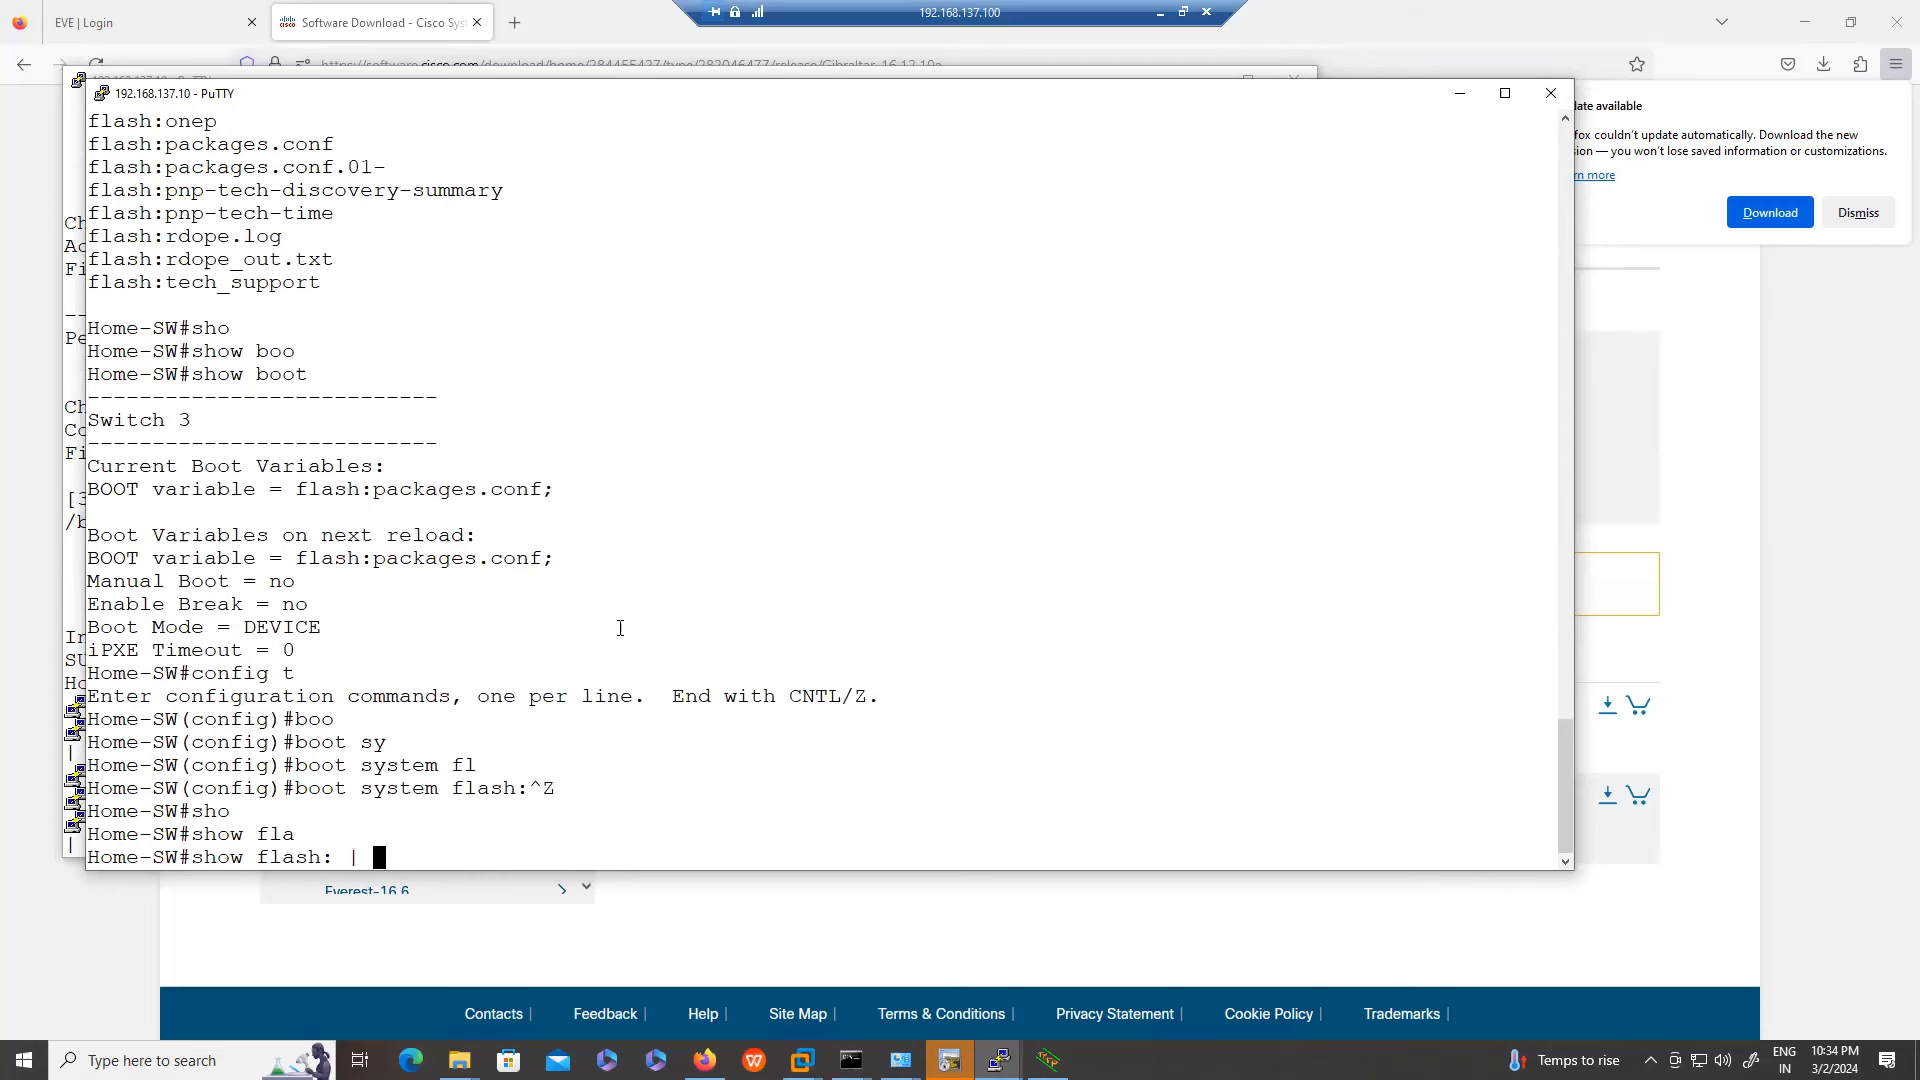 EVE | Login
Software Download - Cisco Sys
192.168.137.100
192.168.137.10 - PuTTY
flash:onep
flash:packages.conf
flash:packages.conf.01-
flash:pnp-tech-discovery-summary
flash:pnp-tech-time
flash:rdope.log
flash:rdope_out.txt
flash:tech_support
Home-SW#sho
Home-SW#show boo
Home-SW#show boot
---------------------------
Switch 3
---------------------------
Current Boot Variables:
BOOT variable = flash:packages.conf;
Boot Variables on next reload:
BOOT variable = flash:packages.conf;
Manual Boot = no
Enable Break = no
Boot Mode = DEVICE
iPXE Timeout = 0
Home-SW#config t
Enter configuration commands, one per line.  End with CNTL/Z.
Home-SW(config)#boo
Home-SW(config)#boot sy
Home-SW(config)#boot system fl
Home-SW(config)#boot system flash:^Z
Home-SW#sho
Home-SW#show fla
Home-SW#show flash: |
date available
fox couldn't update automatically. Download the new
sion — you won't lose saved information or customizations.
rn more
Download
Dismiss
Everest-16.6
Contacts |
Feedback |
Help |
Site Map |
Terms & Conditions |
Privacy Statement |
Cookie Policy |
Trademarks |
Type here to search
Temps to rise
ENG
IN
10:34 PM
3/2/2024